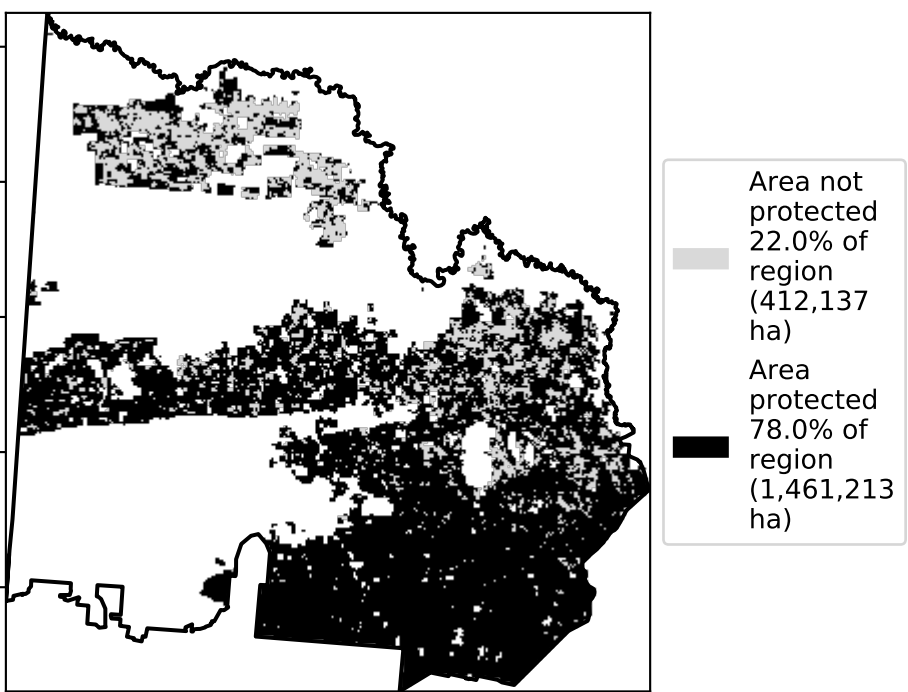 Area not
protected
22.0% of
region
(412,137
ha)
Area
protected
78.0% of
region
(1,461,213
ha)